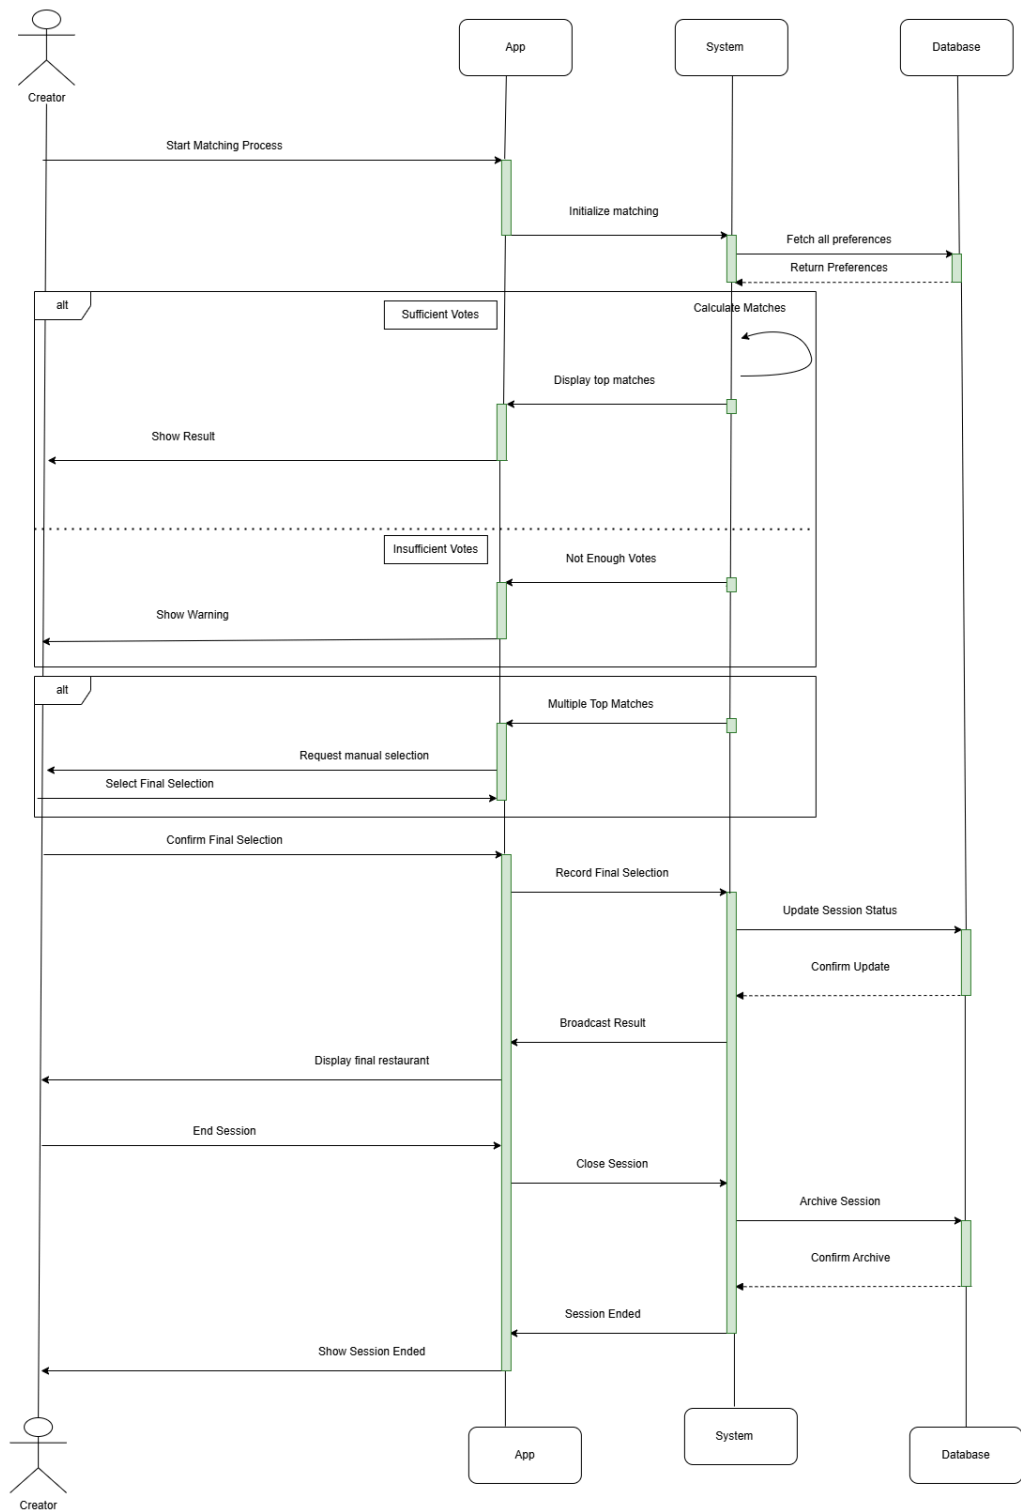 App
System
Database
Creator
Start Matching Process
Initialize matching
Fetch all preferences
Return Preferences
alt
Sufficient Votes
Calculate Matches
Display top matches
Show Result
Insufficient Votes
Not Enough Votes
Show Warning
alt
Multiple Top Matches
Request manual selection
Select Final Selection
Confirm Final Selection
Record Final Selection
Update Session Status
Confirm Update
Broadcast Result
Display final restaurant
End Session
Close Session
Archive Session
Confirm Archive
Session Ended
Show Session Ended
App
System
Database
Creator